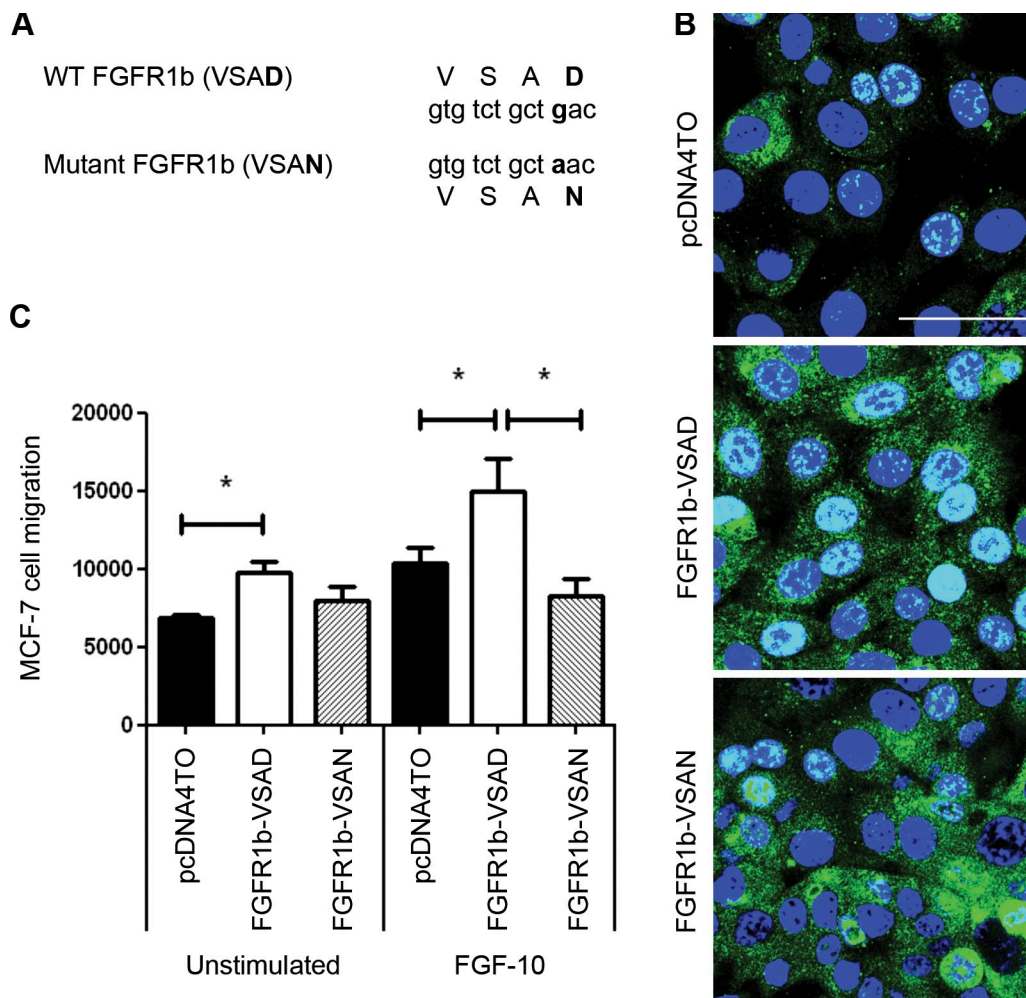 A
WT FGFR1b (VSAD)
V S A D
gtg tct gct gac
Mutant FGFR1b (VSAN)
gtg tct gct aac
V S A N
B
pcDNA4TO
FGFR1b-VSAD
FGFR1b-VSAN
C
MCF-7 cell migration
20000
15000
10000
5000
0
*
*
*
pcDNA4TO
FGFR1b-VSAD
FGFR1b-VSAN
pcDNA4TO
FGFR1b-VSAD
FGFR1b-VSAN
Unstimulated
FGF-10